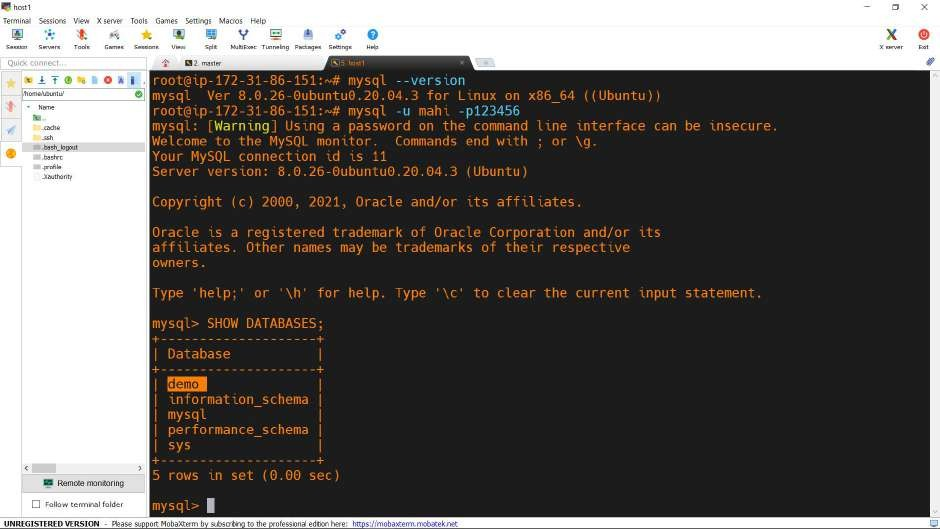 host1
Terminal Sessions View X server Tools Games Settings Macros Help
Session Servers Tools Games Sessions View Split MultiExec Tunneling Packages Settings Help X server Exit
Quick connect...
2. master
5. host1
/home/ubuntu/
Name
..
.cache
.ssh
.bash_logout
.bashrc
.profile
.Xauthority
Remote monitoring
Follow terminal folder
root@ip-172-31-86-151:~# mysql --version
mysql  Ver 8.0.26-0ubuntu0.20.04.3 for Linux on x86_64 ((Ubuntu))
root@ip-172-31-86-151:~# mysql -u mahi -p123456
mysql: [Warning] Using a password on the command line interface can be insecure.
Welcome to the MySQL monitor.  Commands end with ; or \g.
Your MySQL connection id is 11
Server version: 8.0.26-0ubuntu0.20.04.3 (Ubuntu)
Copyright (c) 2000, 2021, Oracle and/or its affiliates.
Oracle is a registered trademark of Oracle Corporation and/or its
affiliates. Other names may be trademarks of their respective
owners.
Type 'help;' or '\h' for help. Type '\c' to clear the current input statement.
mysql> SHOW DATABASES;
+--------------------+
| Database           |
+--------------------+
| demo               |
| information_schema |
| mysql              |
| performance_schema |
| sys                |
+--------------------+
5 rows in set (0.00 sec)
mysql>
UNREGISTERED VERSION - Please support MobaXterm by subscribing to the professional edition here: https://mobaxterm.mobatek.net